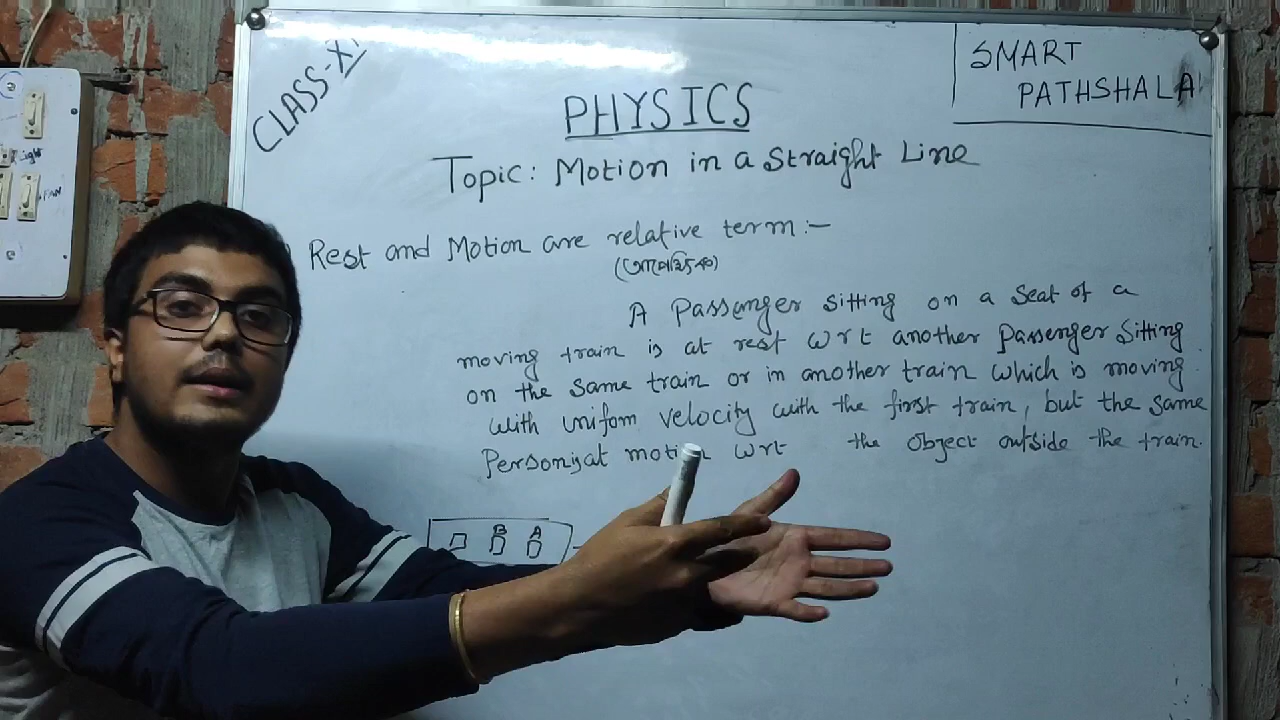 CLASS-XI
SMART
PATHSHALA
PHYSICS
Topic: Motion in a Straight Line
Rest and Motion are relative term :-
(আপেক্ষিক)
A Passenger sitting on a seat of a
moving train is at rest wrt another Passenger Sitting
on the same train or in another train which is moving
with unifom velocity with the first train, but the same
Person is at motion wrt the object outside the train.
B A
FAN